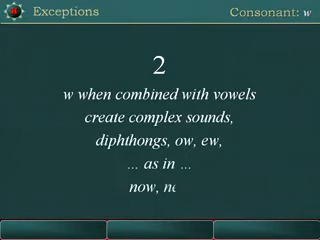 Exceptions
Consonant: w
2
w when combined with vowels
create complex sounds,
diphthongs, ow, ew,
... as in ...
now,